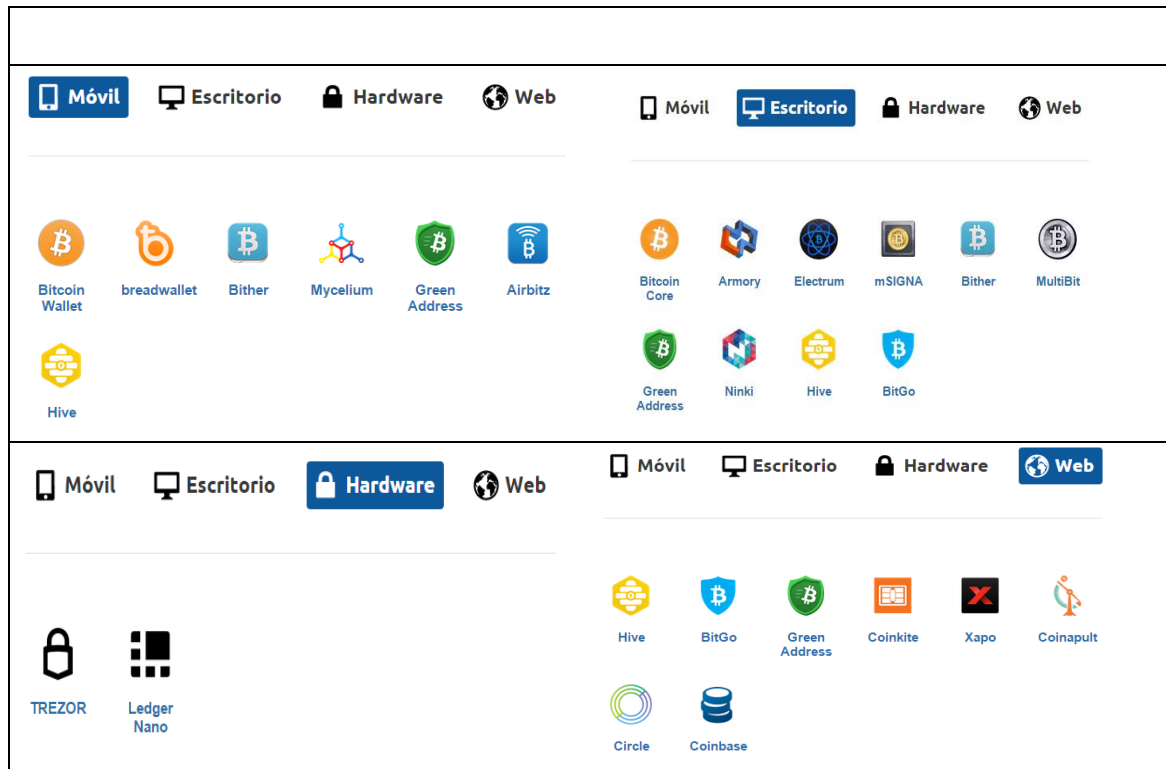 Móvil Escritorio Hardware Web
Bitcoin Wallet breadwallet Bither Mycelium Green Address Airbitz
Hive
Móvil Escritorio Hardware Web
Bitcoin Core Armory Electrum mSIGNA Bither MultiBit
Green Address Ninki Hive BitGo
Móvil Escritorio Hardware Web
TREZOR Ledger Nano
Móvil Escritorio Hardware Web
Hive BitGo Green Address Coinkite Xapo Coinapult
Circle Coinbase